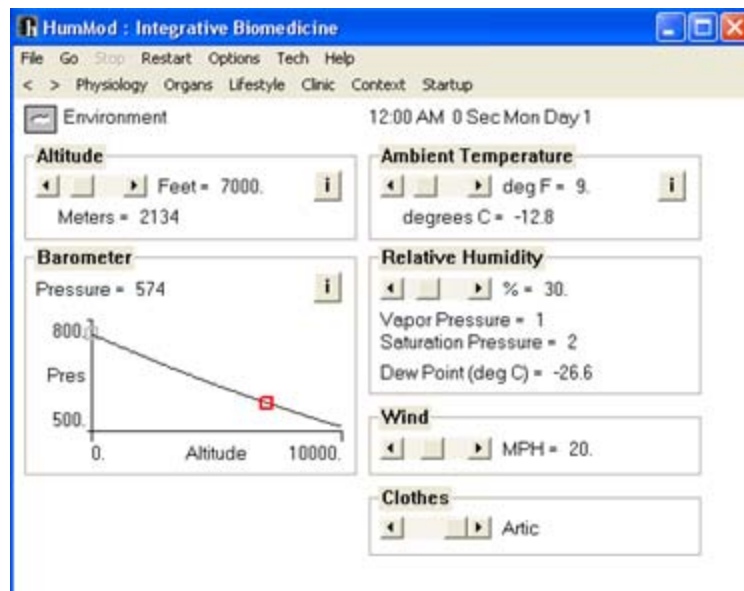 HumMod : Integrative Biomedicine
File Go Stop Restart Options Tech Help
< > Physiology Organs Lifestyle Clinic Context Startup
Environment 12:00 AM 0 Sec Mon Day 1
Altitude
Feet = 7000. i
Meters = 2134
Barometer
Pressure = 574 i
800.
Pres
500.
0. Altitude 10000.
Ambient Temperature
deg F = 9. i
degrees C = -12.8
Relative Humidity
% = 30.
Vapor Pressure = 1
Saturation Pressure = 2
Dew Point (deg C) = -26.6
Wind
MPH = 20.
Clothes
Artic